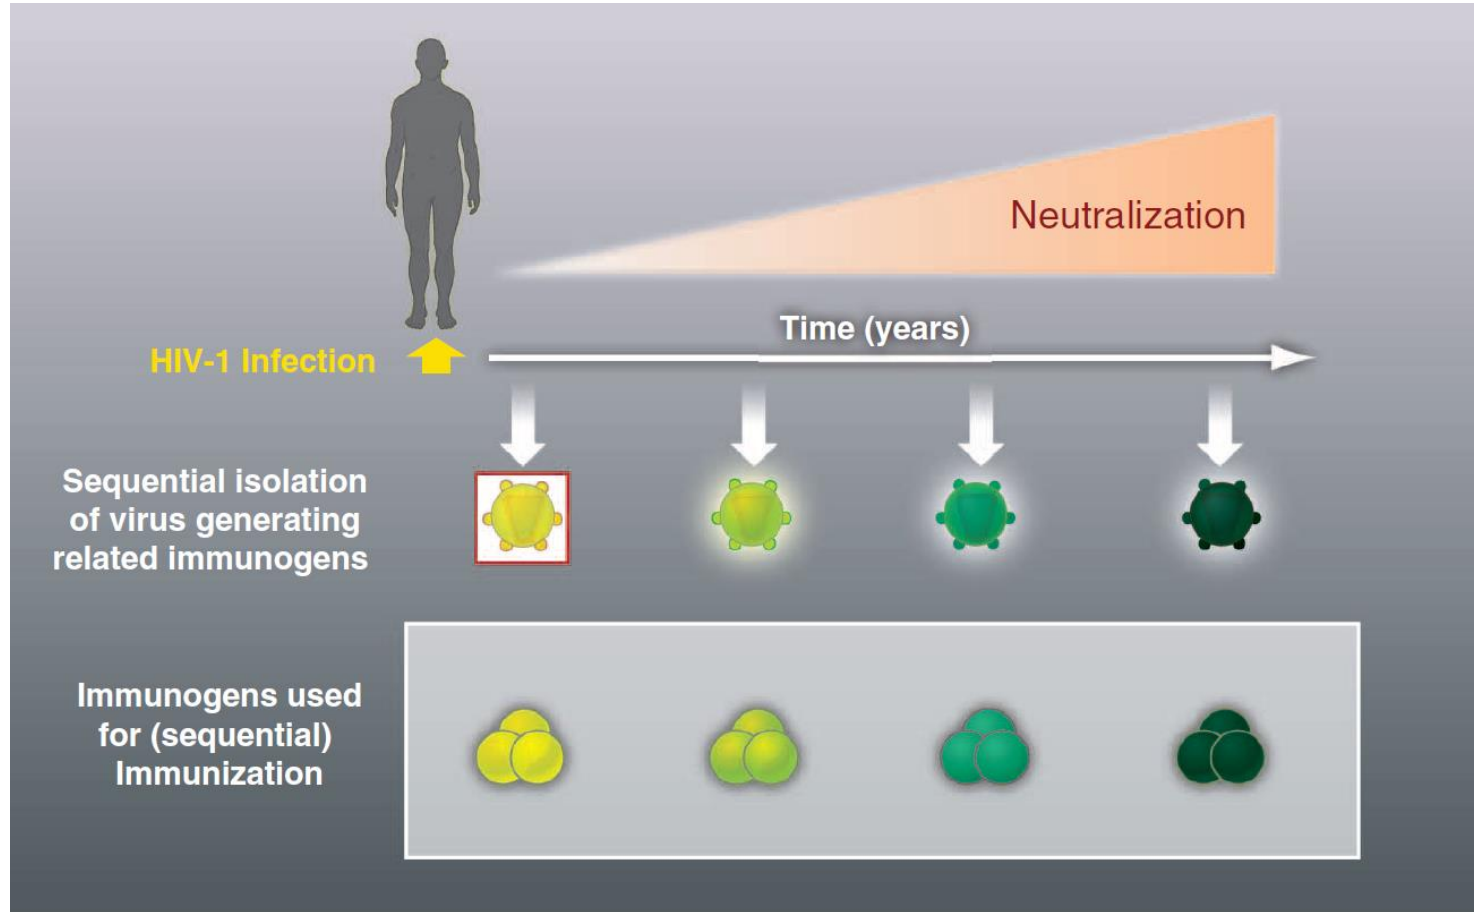 Neutralization
Time (years)
HIV-1 Infection
Sequential isolation
of virus generating
related immunogens
Immunogens used
for (sequential)
Immunization